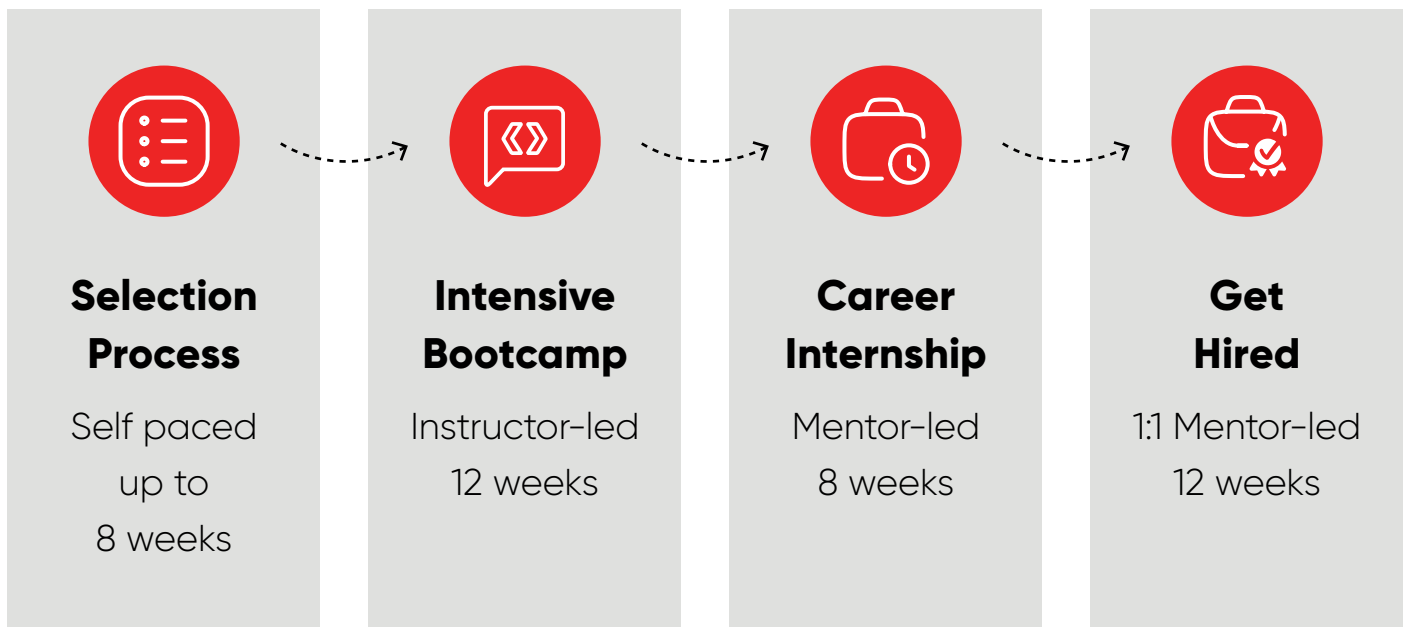 Selection
Process
Self paced
up to
8 weeks
Intensive
Bootcamp
Instructor-led
12 weeks
Career
Internship
Mentor-led
8 weeks
Get
Hired
1:1 Mentor-led
12 weeks